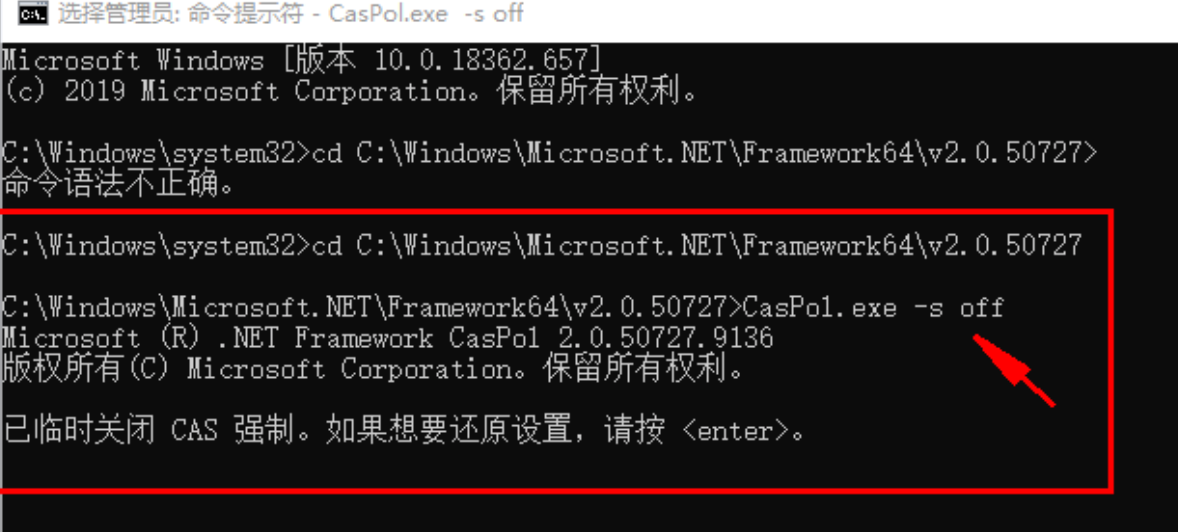 选择管理员: 命令提示符 - CasPol.exe -s off
Microsoft Windows [版本 10.0.18362.657]
(c) 2019 Microsoft Corporation。保留所有权利。
C:\Windows\system32>cd C:\Windows\Microsoft.NET\Framework64\v2.0.50727>
命令语法不正确。
C:\Windows\system32>cd C:\Windows\Microsoft.NET\Framework64\v2.0.50727
C:\Windows\Microsoft.NET\Framework64\v2.0.50727>CasPol.exe -s off
Microsoft (R) .NET Framework CasPol 2.0.50727.9136
版权所有(C) Microsoft Corporation。保留所有权利。
已临时关闭 CAS 强制。如果想要还原设置，请按 <enter>。